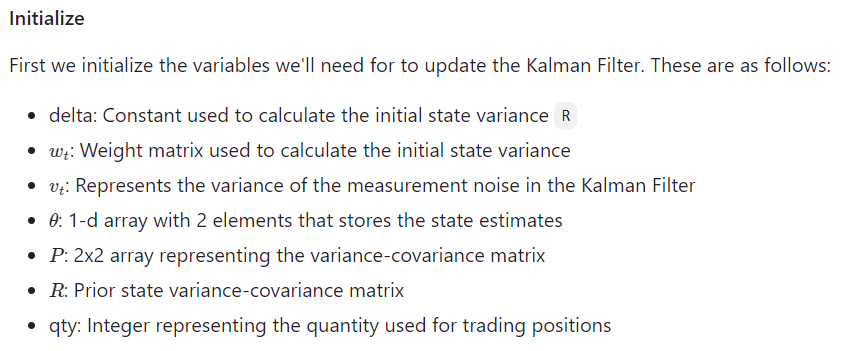 Initialize
First we initialize the variables we'll need for to update the Kalman Filter. These are as follows:
• delta: Constant used to calculate the initial state variance R
• wₜ: Weight matrix used to calculate the initial state variance
• vₜ: Represents the variance of the measurement noise in the Kalman Filter
• θ: 1-d array with 2 elements that stores the state estimates
• P: 2x2 array representing the variance-covariance matrix
• R: Prior state variance-covariance matrix
• qty: Integer representing the quantity used for trading positions